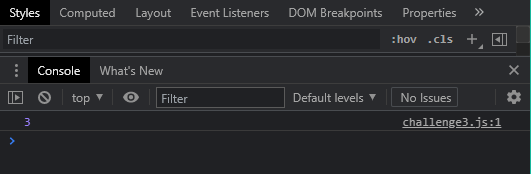 Styles Computed Layout Event Listeners DOM Breakpoints Properties »
Filter :hov .cls +
Console What's New
top Filter Default levels No Issues
3 challenge3.js:1